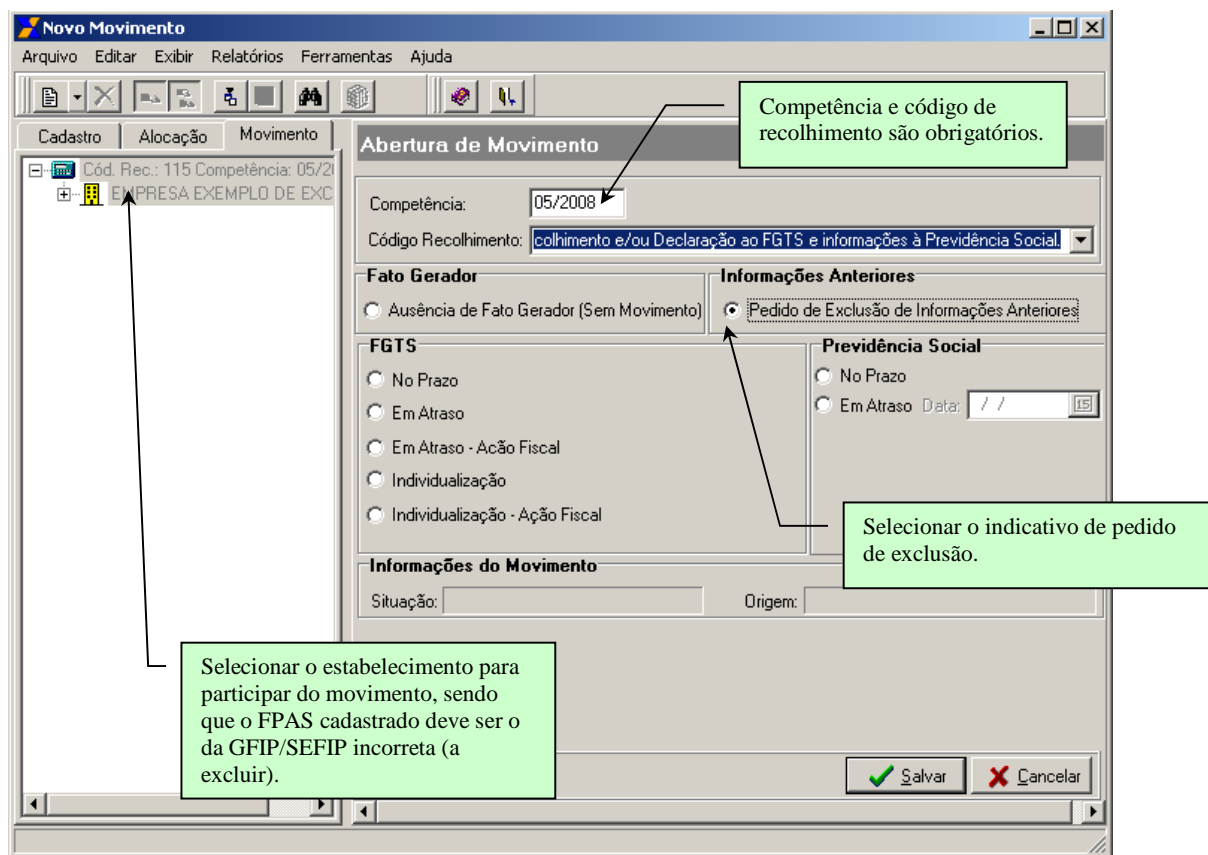 Novo Movimento
Arquivo Editar Exibir Relatórios Ferramentas Ajuda
Competência e código de
recolhimento são obrigatórios.
Cadastro Alocação Movimento
Cód. Rec.: 115 Competência: 05/2
EMPRESA EXEMPLO DE EXC
Abertura de Movimento
Competência: 05/2008
Código Recolhimento: colhimento e/ou Declaração ao FGTS e informações à Previdência Social.
Fato Gerador
Ausência de Fato Gerador (Sem Movimento)
Informações Anteriores
Pedido de Exclusão de Informações Anteriores
FGTS
No Prazo
Em Atraso
Em Atraso - Acão Fiscal
Individualização
Individualização - Ação Fiscal
Previdência Social
No Prazo
Em Atraso Data: / / 15
Selecionar o indicativo de pedido
de exclusão.
Informações do Movimento
Situação: Origem:
Selecionar o estabelecimento para
participar do movimento, sendo
que o FPAS cadastrado deve ser o
da GFIP/SEFIP incorreta (a
excluir).
Salvar Cancelar